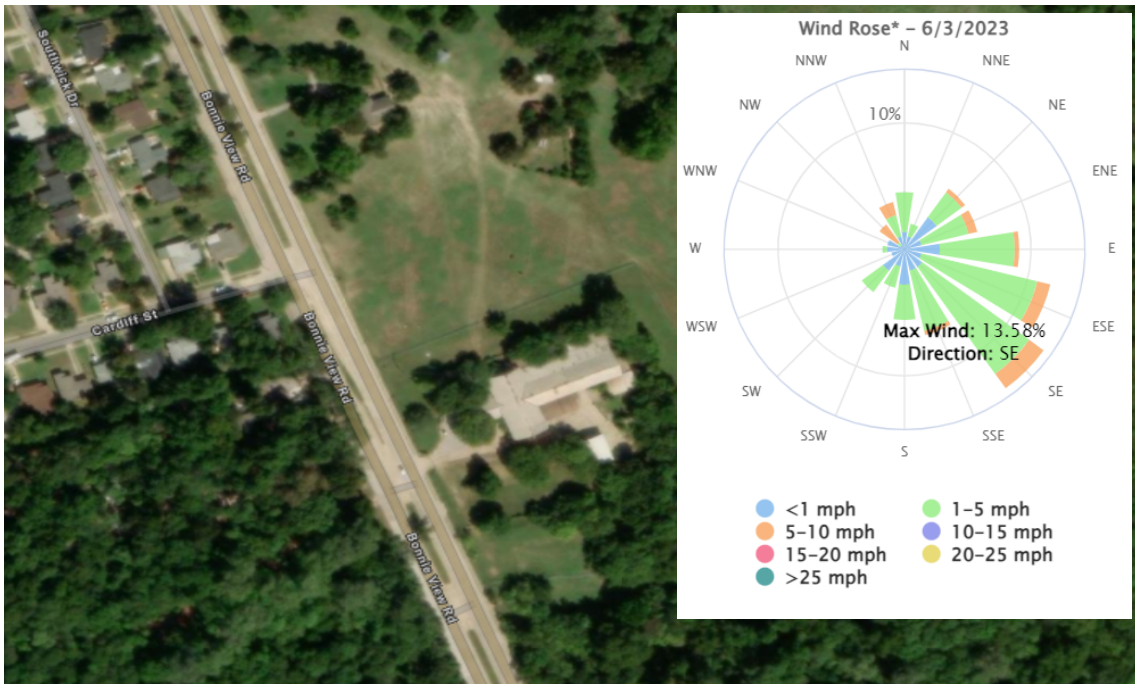 Southwick Dr
Bonnie View Rd
Cardiff St
Bonnie View Rd
Bonnie View Rd
Wind Rose* – 6/3/2023
N
NNW
NNE
NW
NE
10%
WNW
ENE
W
E
WSW
ESE
Max Wind: 13.58%
Direction: SE
SW
SE
SSW
SSE
S
<1 mph
1–5 mph
5–10 mph
10–15 mph
15–20 mph
20–25 mph
>25 mph